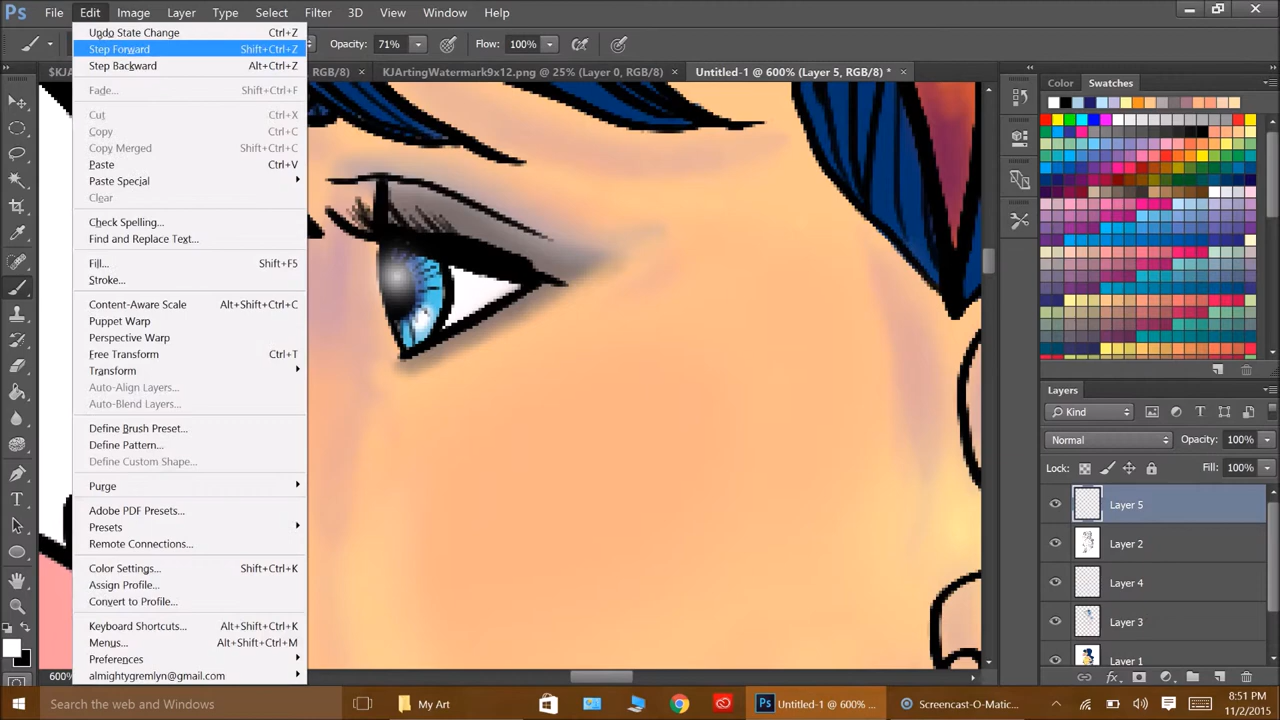 Ps File Edit Image Layer Type Select Filter 3D View Window Help
Opacity: 71% Flow: 100%
RGB/8) × KJArtingWatermark9x12.png @ 25% (Layer 0, RGB/8) × Untitled-1 @ 600% (Layer 5, RGB/8) * ×
Undo State Change Ctrl+Z
Step Forward Shift+Ctrl+Z
Step Backward Alt+Ctrl+Z
Fade... Shift+Ctrl+F
Cut Ctrl+X
Copy Ctrl+C
Copy Merged Shift+Ctrl+C
Paste Ctrl+V
Paste Special
Clear
Check Spelling...
Find and Replace Text...
Fill... Shift+F5
Stroke...
Content-Aware Scale Alt+Shift+Ctrl+C
Puppet Warp
Perspective Warp
Free Transform Ctrl+T
Transform
Auto-Align Layers...
Auto-Blend Layers...
Define Brush Preset...
Define Pattern...
Define Custom Shape...
Purge
Adobe PDF Presets...
Presets
Remote Connections...
Color Settings... Shift+Ctrl+K
Assign Profile...
Convert to Profile...
Keyboard Shortcuts... Alt+Shift+Ctrl+K
Menus... Alt+Shift+Ctrl+M
Preferences
almightygremlyn@gmail.com
Color Swatches
Layers
Kind
Normal Opacity: 100%
Lock: Fill: 100%
Layer 5
Layer 2
Layer 4
Layer 3
Layer 1
Search the web and Windows
My Art
Untitled-1 @ 600% ...
Screencast-O-Matic...
8:51 PM
11/2/2015